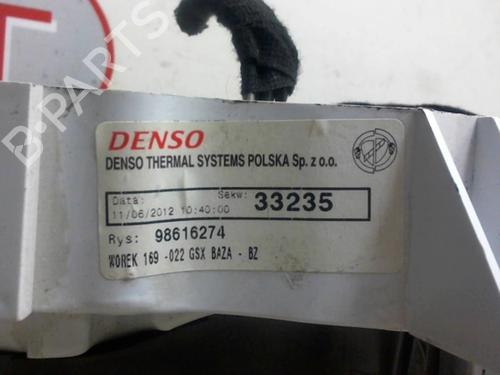 T
B-PARTS
DENSO
DENSO THERMAL SYSTEMS POLSKA Sp. z o.o.
Data: Sekw: 33235
11/06/2012 10:40:00
Rys: 98616274
WOREK 169 -022 GSX BAZA - BZ